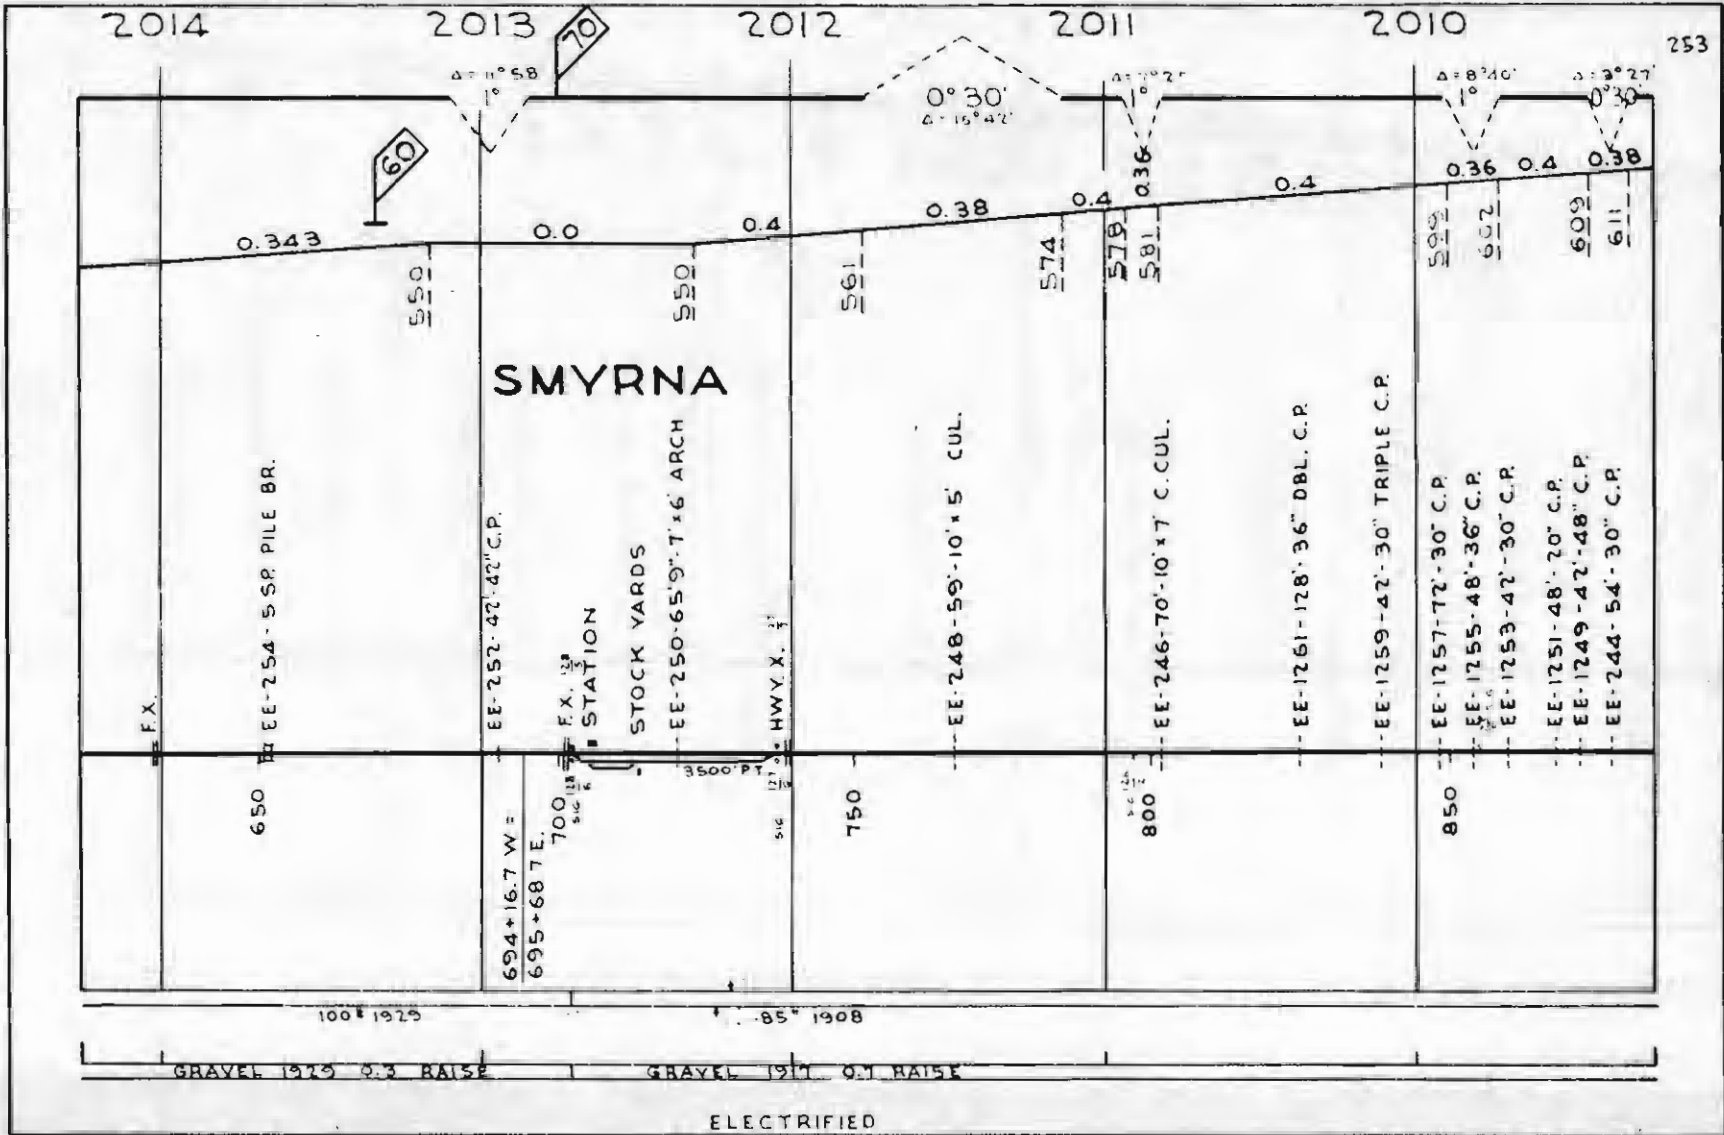 2014 2013 2012 2011 2010
253
70
60
Δ = 11°58
1°
0°30'
Δ = 16°42'
1°
Δ = 8°40'
1°
0°30'
0.343
0.0
0.4
0.38
0.4
0.36
0.4
0.36
0.4
0.38
550
550
561
574
578
581
599
602
609
611
SMYRNA
F.X.
EE-254-5 SP. PILE BR.
EE-252-42'-42" C.P.
F.X.
STATION
STOCK YARDS
EE-250-65'9"-7'x6' ARCH
HWY. X.
EE-248-59'-10'x5' CUL.
EE-246-70'-10'x7' C. CUL.
EE-1261-128'-36" DBL. C.P.
EE-1259-42'-30" TRIPLE C.P.
EE-1257-72'-30" C.P.
EE-1255-48'-36" C.P.
EE-1253-42'-30" C.P.
EE-1251-48'-20" C.P.
EE-1249-42'-48" C.P.
EE-244-54'-30" C.P.
3500' P.T.
650
700
750
800
850
694+16.7 W =
695+68.7 E.
100# 1929
85# 1908
GRAVEL 1929 0.3 RAISE
GRAVEL 1917 0.7 RAISE
ELECTRIFIED